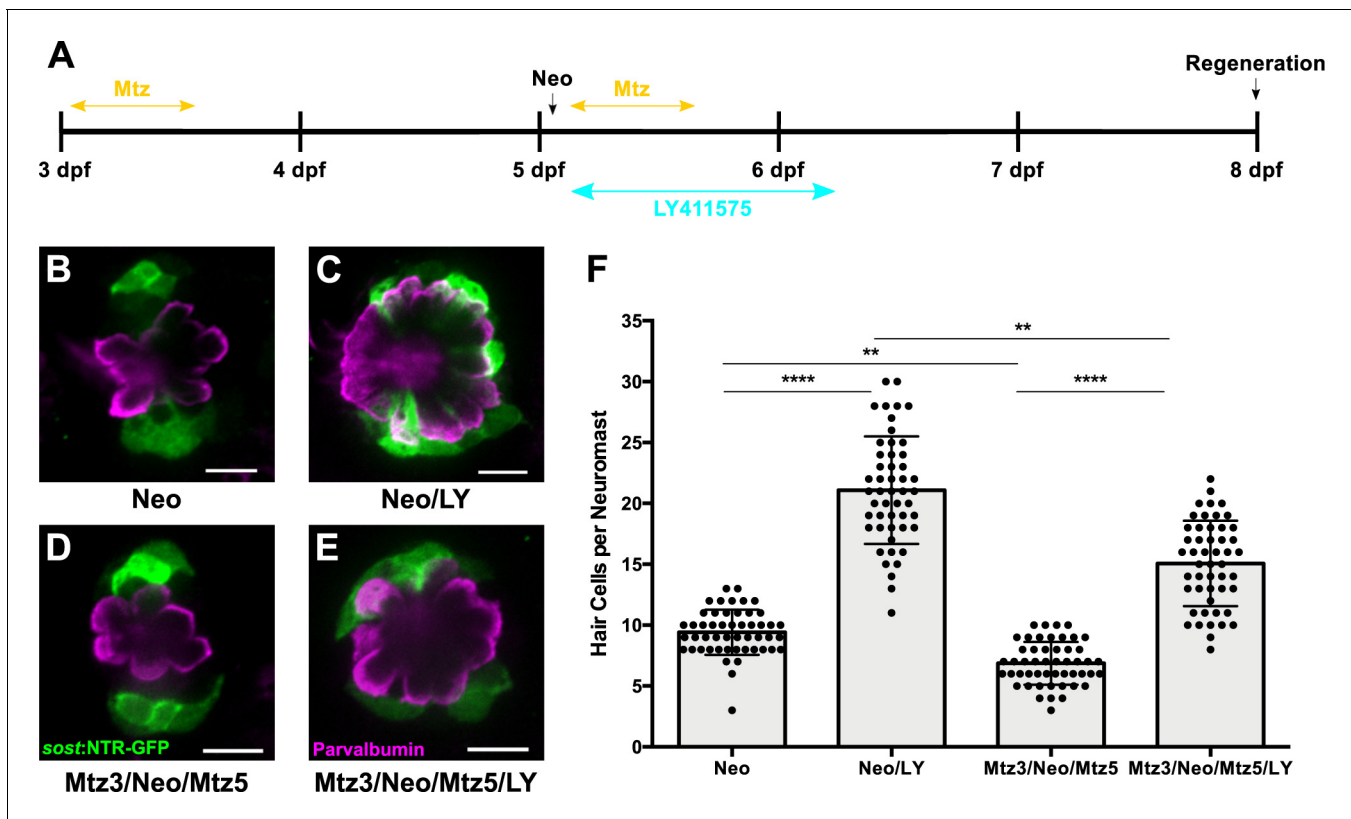 A
Mtz
Neo
Mtz
Regeneration
3 dpf 4 dpf 5 dpf 6 dpf 7 dpf 8 dpf
LY411575
B
Neo
C
Neo/LY
D
sost:NTR-GFP
Mtz3/Neo/Mtz5
E
Parvalbumin
Mtz3/Neo/Mtz5/LY
F
Hair Cells per Neuromast
35
30
25
20
15
10
5
0
**
**
**** ****
Neo Neo/LY Mtz3/Neo/Mtz5 Mtz3/Neo/Mtz5/LY